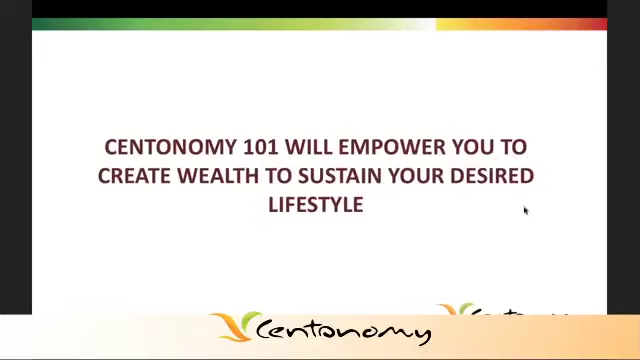 CENTONOMY 101 WILL EMPOWER YOU TO
CREATE WEALTH TO SUSTAIN YOUR DESIRED
LIFESTYLE
Centonomy